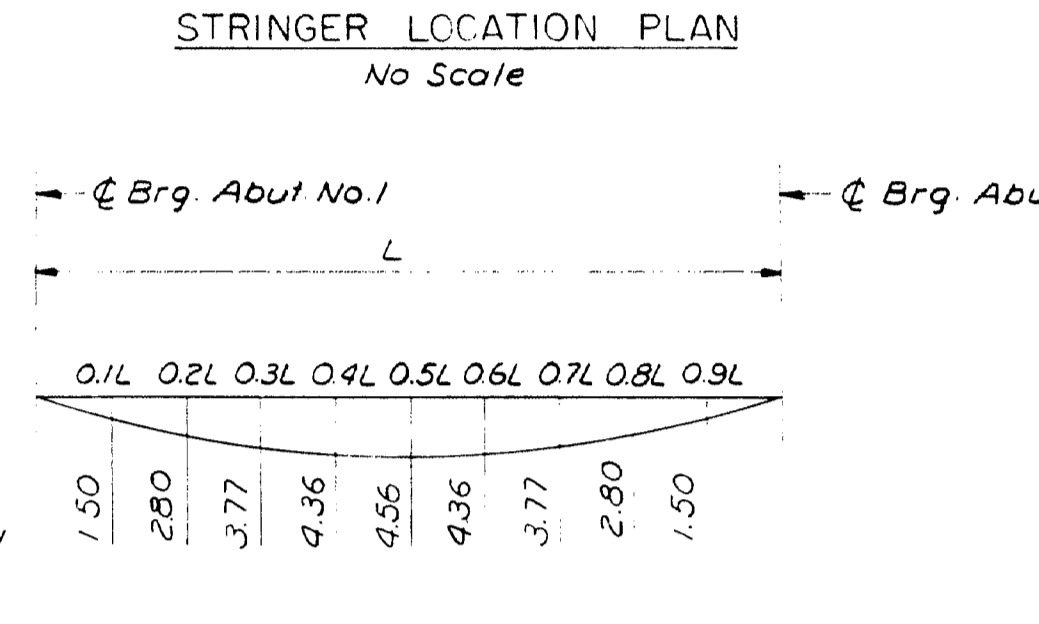 STRINGER LOCATION PLAN
No Scale
℄ Brg. Abut. No.1
℄ Brg. Abu
L
0.1L 0.2L 0.3L 0.4L 0.5L 0.6L 0.7L 0.8L 0.9L
1.50 2.80 3.77 4.36 4.56 4.36 3.77 2.80 1.50